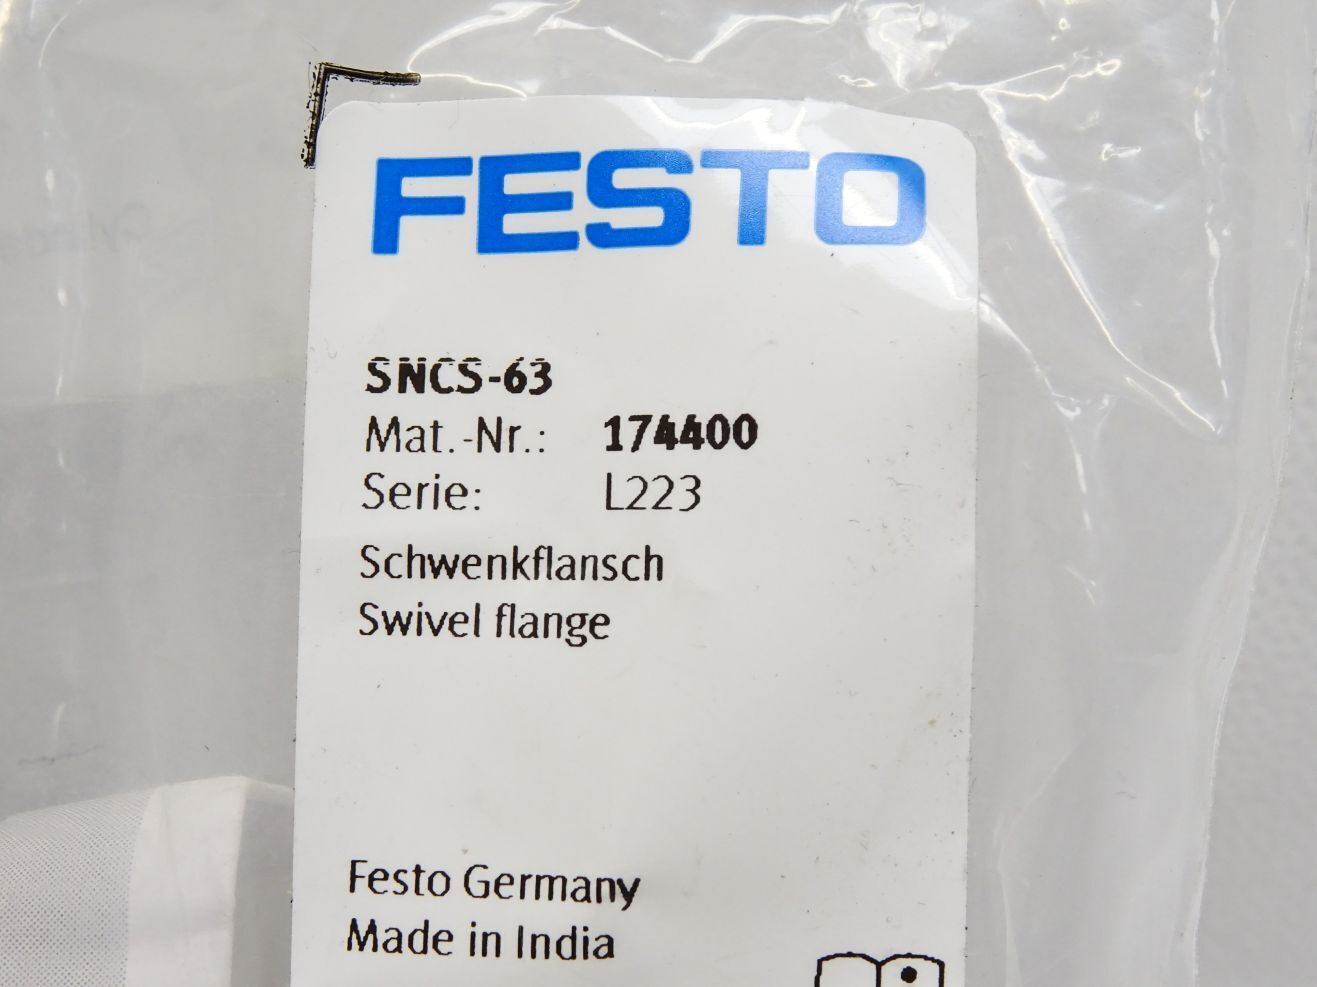 FESTO
SNCS-63
Mat.-Nr.: 174400
Serie: L223
Schwenkflansch
Swivel flange
Festo Germany
Made in India